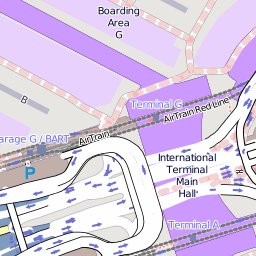 Boarding
Area
G
B
Terminal G
AirTrain Red Line
AirTrain
arage G / BART
P
International
Terminal
Main
Hall
Terminal A